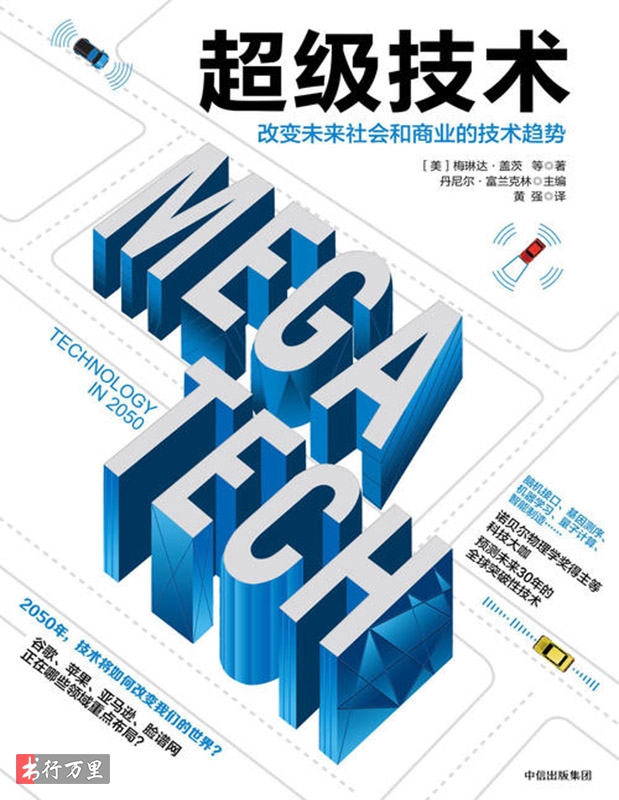 超级技术
改变未来社会和商业的技术趋势
[美]梅琳达·盖茨 等◎著
丹尼尔·富兰克林◎主编
黄 强◎译
MEGA
TECH
TECHNOLOGY
IN 2050
脑机接口、基因测序、
机器学习、量子计算、
智能制造……
诺贝尔物理学奖得主等
科技大咖
预测未来30年的
全球突破性技术
2050年，技术将如何改变我们的世界？
谷歌、苹果、亚马逊、脸谱网
正在哪些领域重点布局？
书行万里
中信出版集团